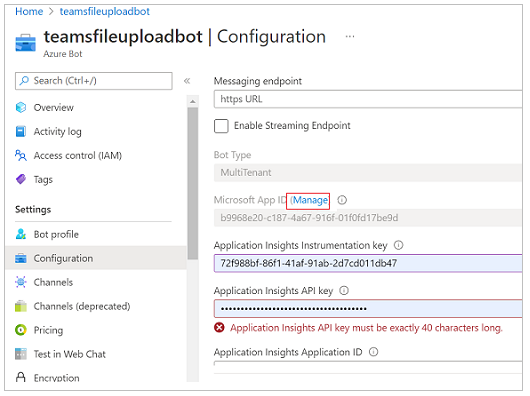 Home > teamsfileuploadbot
teamsfileuploadbot | Configuration ...
Azure Bot
Search (Ctrl+/)
«
Overview
Activity log
Access control (IAM)
Tags
Settings
Bot profile
Configuration
Channels
Channels (deprecated)
Pricing
Test in Web Chat
Encryption
Messaging endpoint
https URL
Enable Streaming Endpoint
Bot Type
MultiTenant
Microsoft App ID (Manage)
b9968e20-c187-4a67-916f-01f0fd17be9d
Application Insights Instrumentation key
72f988bf-86f1-41af-91ab-2d7cd011db47
Application Insights API key
••••••••••••••••••••••••••••••••••••
Application Insights API key must be exactly 40 characters long.
Application Insights Application ID